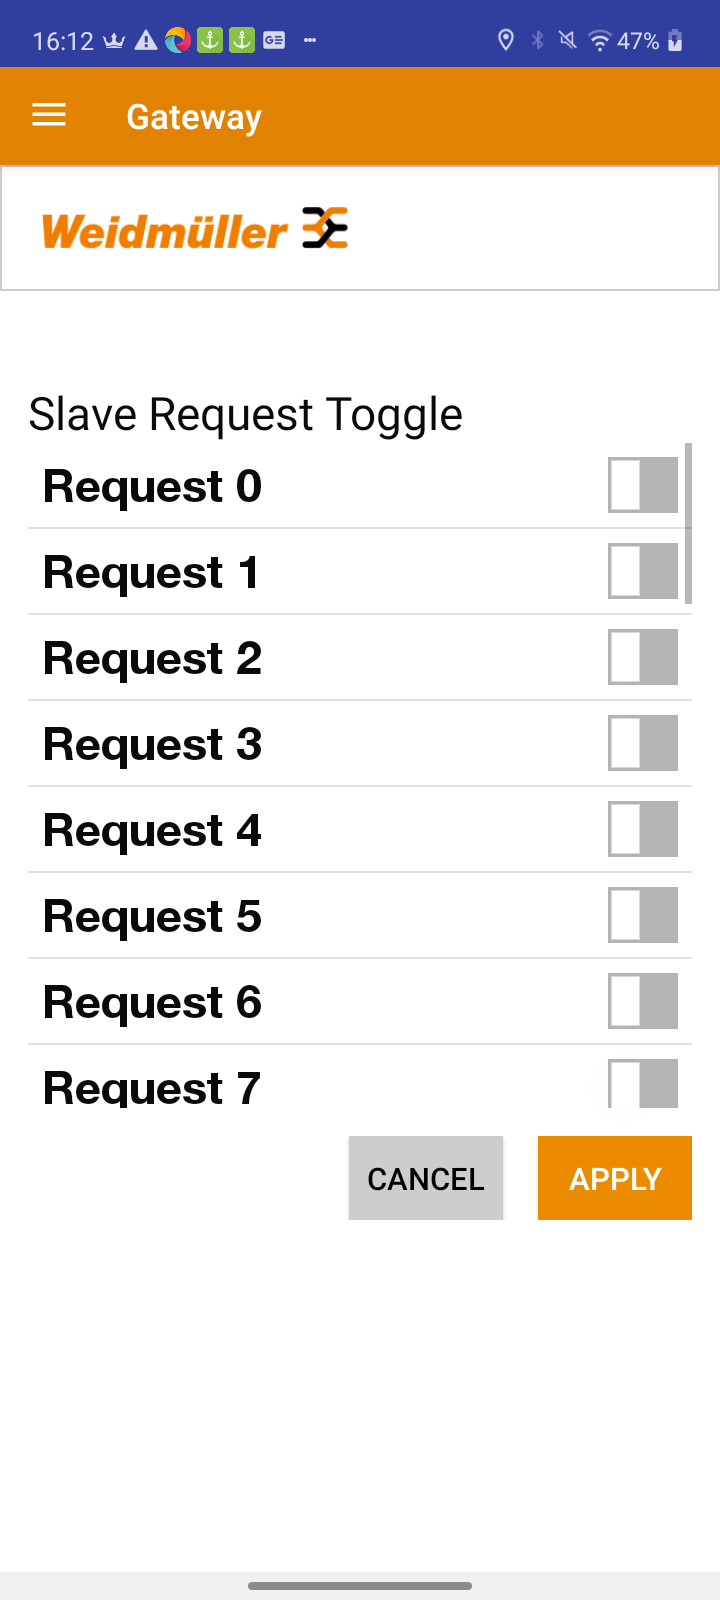 16:12 GE 47%
Gateway
Weidmüller
Slave Request Toggle
Request 0
Request 1
Request 2
Request 3
Request 4
Request 5
Request 6
Request 7
CANCEL APPLY